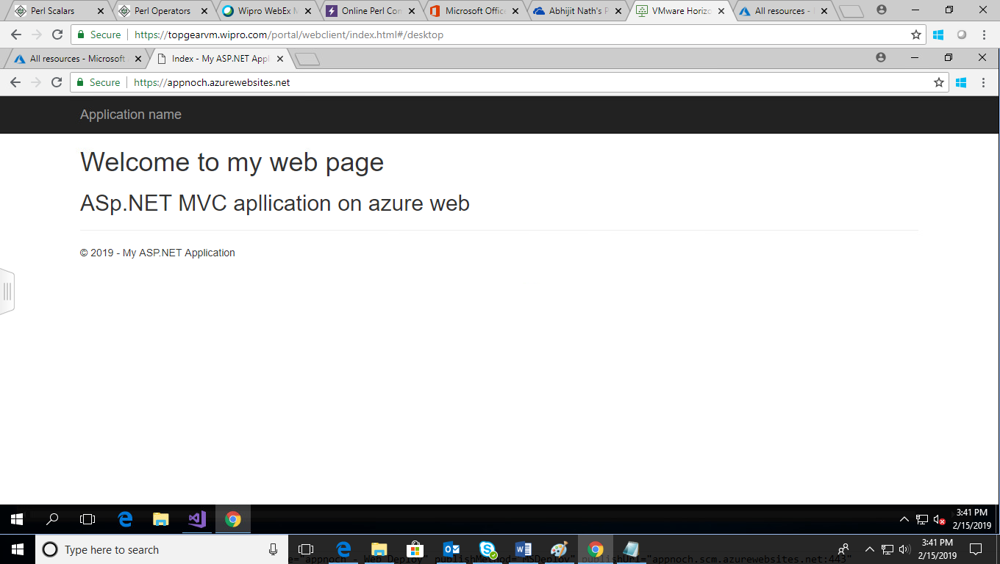 Perl Scalars Perl Operators Wipro WebEx M Online Perl Con Microsoft Offic Abhijit Nath's F VMware Horizo All resources -
Secure https://topgearvm.wipro.com/portal/webclient/index.html#/desktop
All resources - Microsoft Index - My ASP.NET Appl
Secure https://appnoch.azurewebsites.net
Application name
Welcome to my web page
ASp.NET MVC apllication on azure web
© 2019 - My ASP.NET Application
3:41 PM
2/15/2019
Type here to search
3:41 PM
2/15/2019
="appnoch - Web Deploy" publishMethod="MSDeploy" publishUrl="appnoch.scm.azurewebsites.net:443"